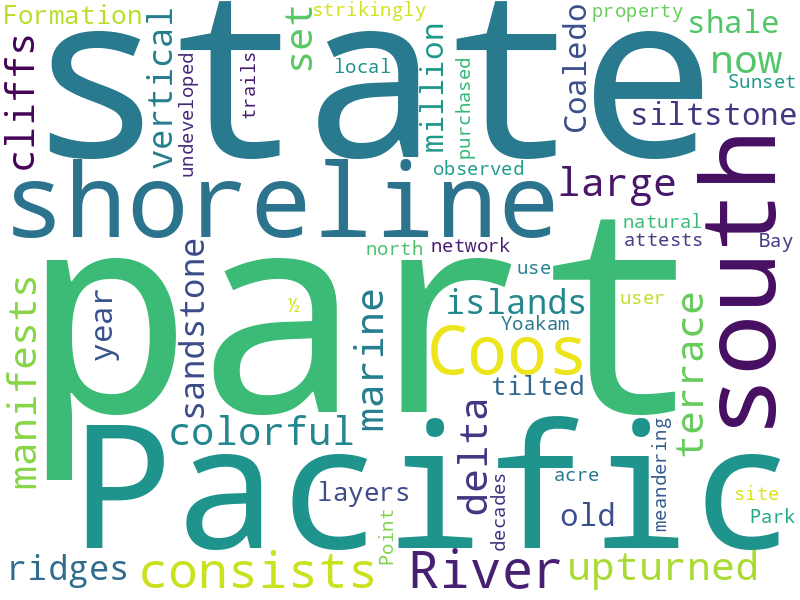 Formation
strikingly
property
state
set
shale
cliffs
vertical
undeveloped
trails
local
million
purchased
Coaledo
now
Sunset
siltstone
observed
shoreline
large
south
natural
attests
Bay
north
network
part
sandstone
use
user
½
year
manifests
marine
islands
Yoakam
Coos
terrace
tilted
colorful
delta
Pacific
layers
decades
acre
meandering
site
old
Park
Point
ridges
consists
River
upturned